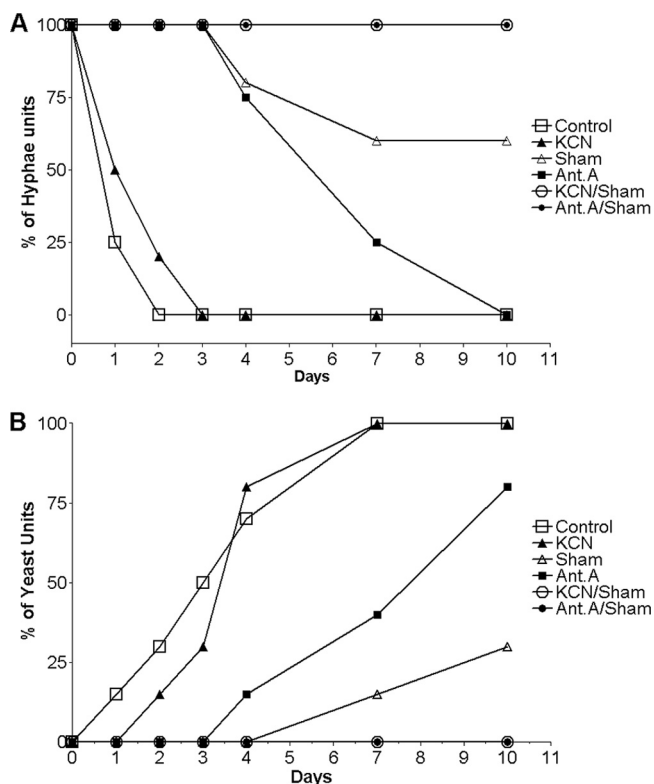 A
% of Hyphae units
100
75
50
25
0
0 1 2 3 4 5 6 7 8 9 10 11
Days
Control
KCN
Sham
Ant.A
KCN/Sham
Ant.A/Sham
B
% of Yeast Units
100
75
50
25
0
0 1 2 3 4 5 6 7 8 9 10 11
Days
Control
KCN
Sham
Ant.A
KCN/Sham
Ant.A/Sham